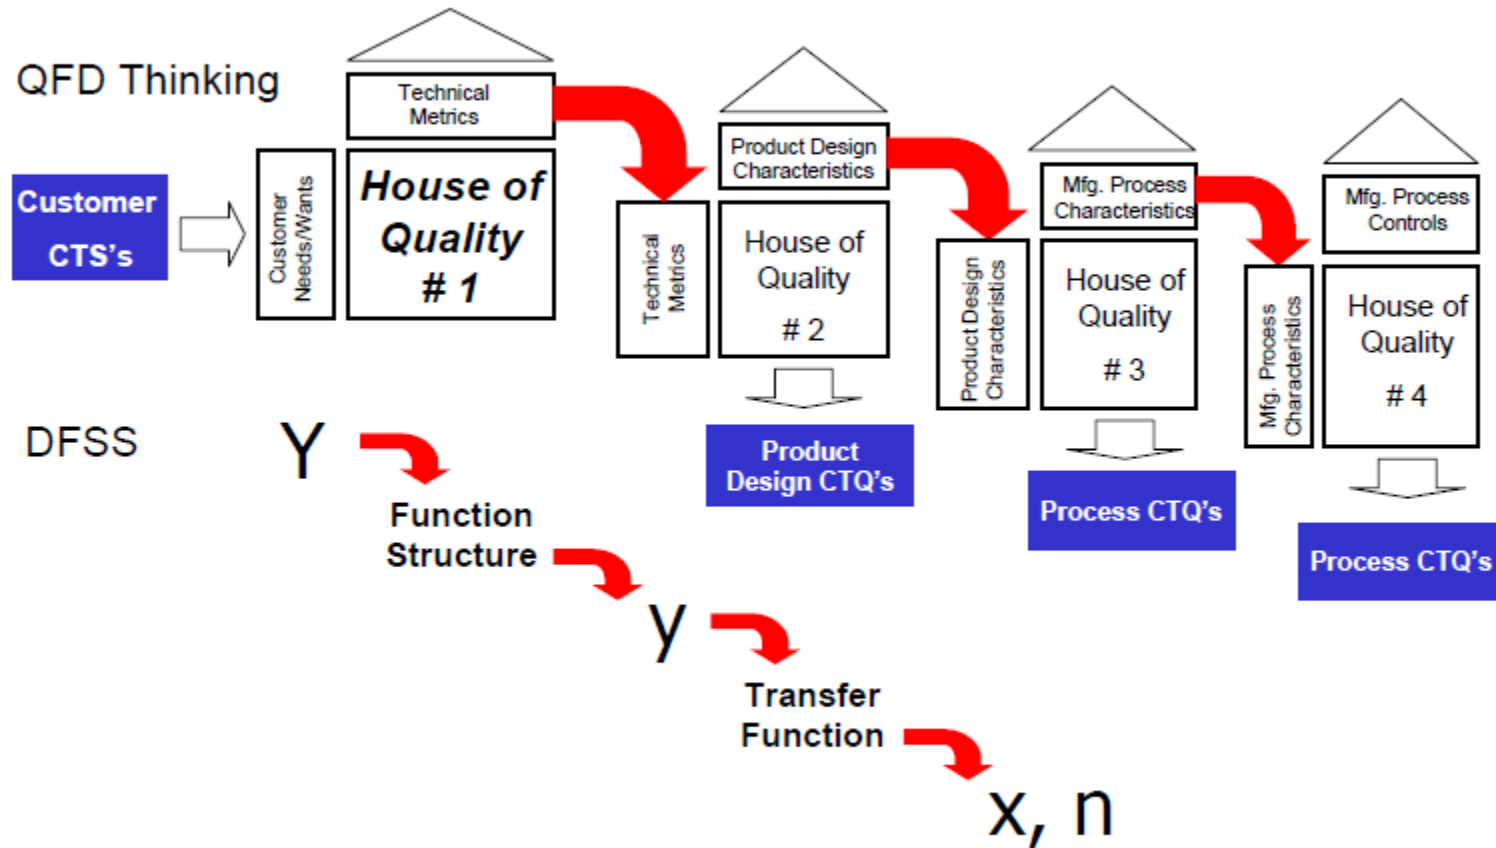 QFD Thinking
Technical
Metrics
Product Design
Characteristics
Mfg. Process
Characteristics
Mfg. Process
Controls
Customer
CTS's
Customer
Needs/Wants
House of
Quality
# 1
Technical
Metrics
House of
Quality
# 2
Product Design
Characteristics
House of
Quality
# 3
Mfg. Process
Characteristics
House of
Quality
# 4
Product
Design CTQ's
Process CTQ's
Process CTQ's
DFSS
Y
Function
Structure
y
Transfer
Function
x, n